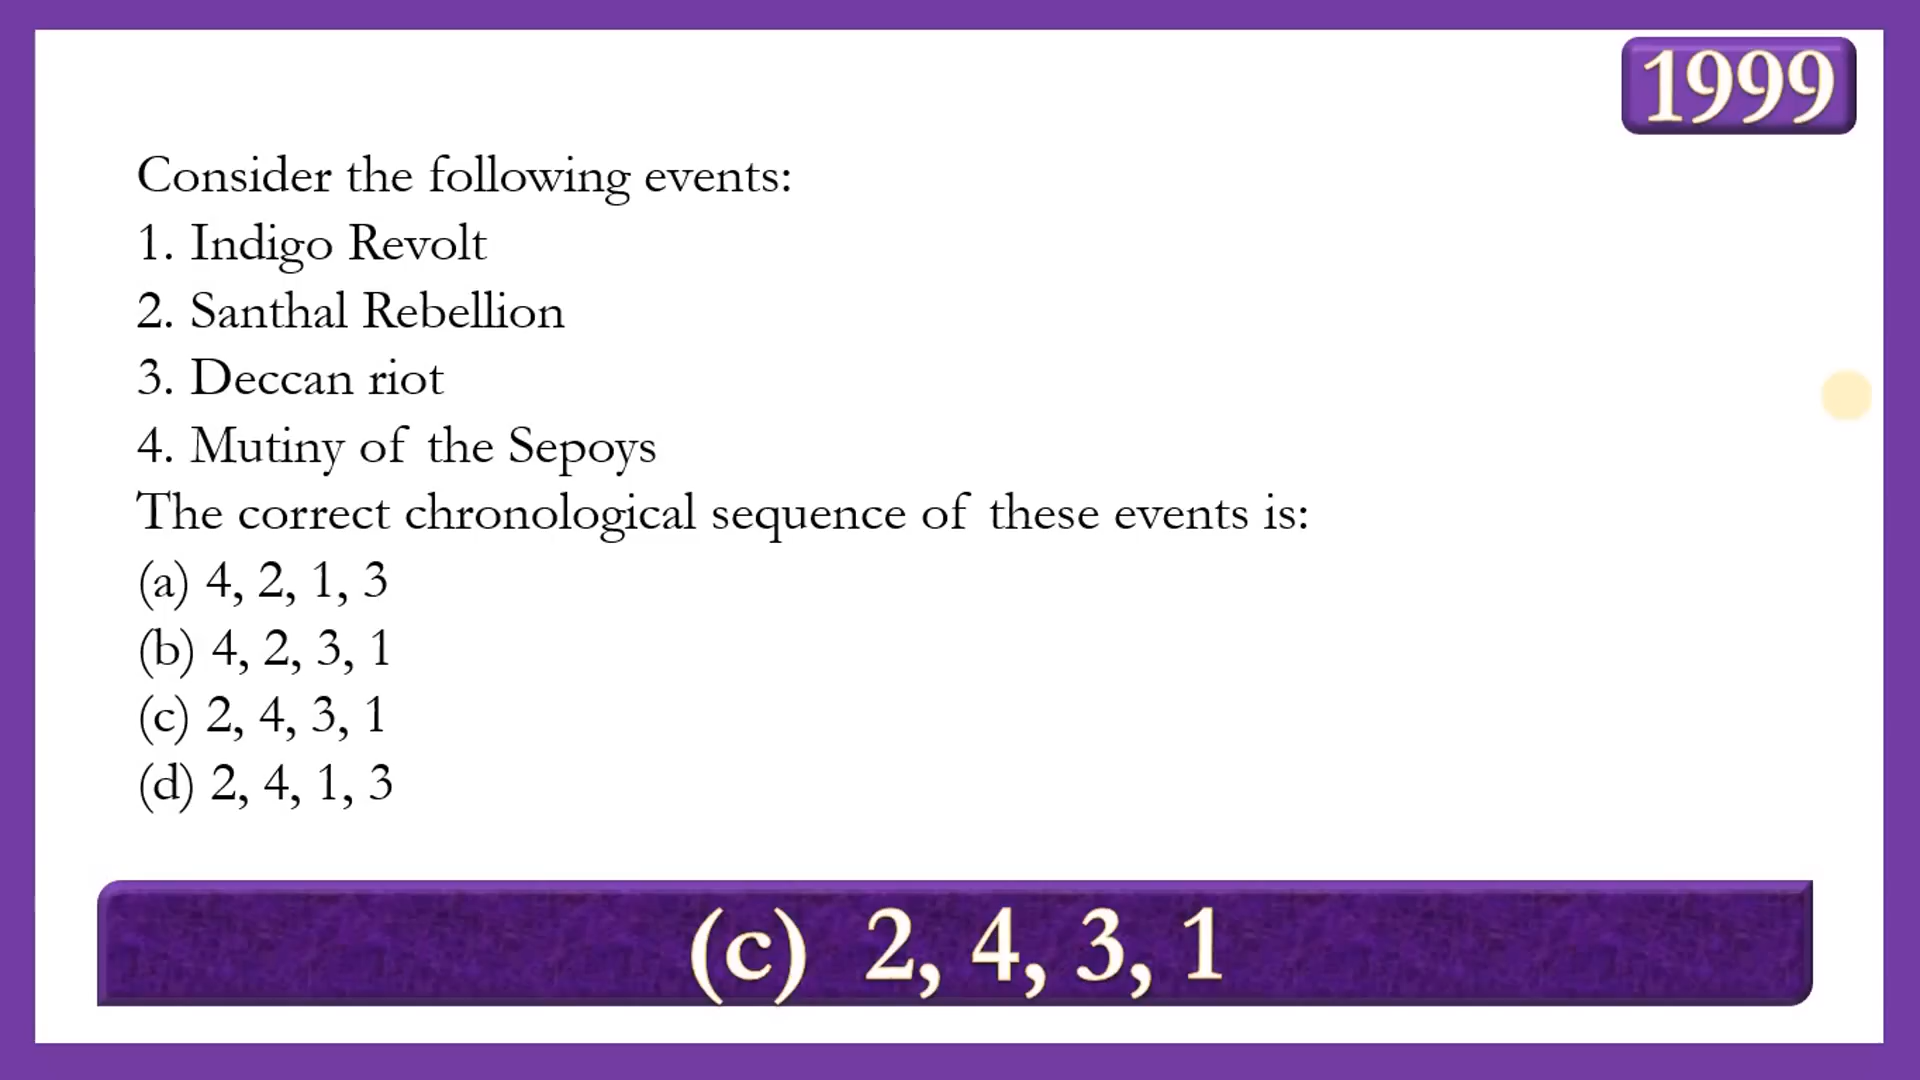 1999
Consider the following events:
1. Indigo Revolt
2. Santhal Rebellion
3. Deccan riot
4. Mutiny of the Sepoys
The correct chronological sequence of these events is:
(a) 4, 2, 1, 3
(b) 4, 2, 3, 1
(c) 2, 4, 3, 1
(d) 2, 4, 1, 3
(c) 2, 4, 3, 1